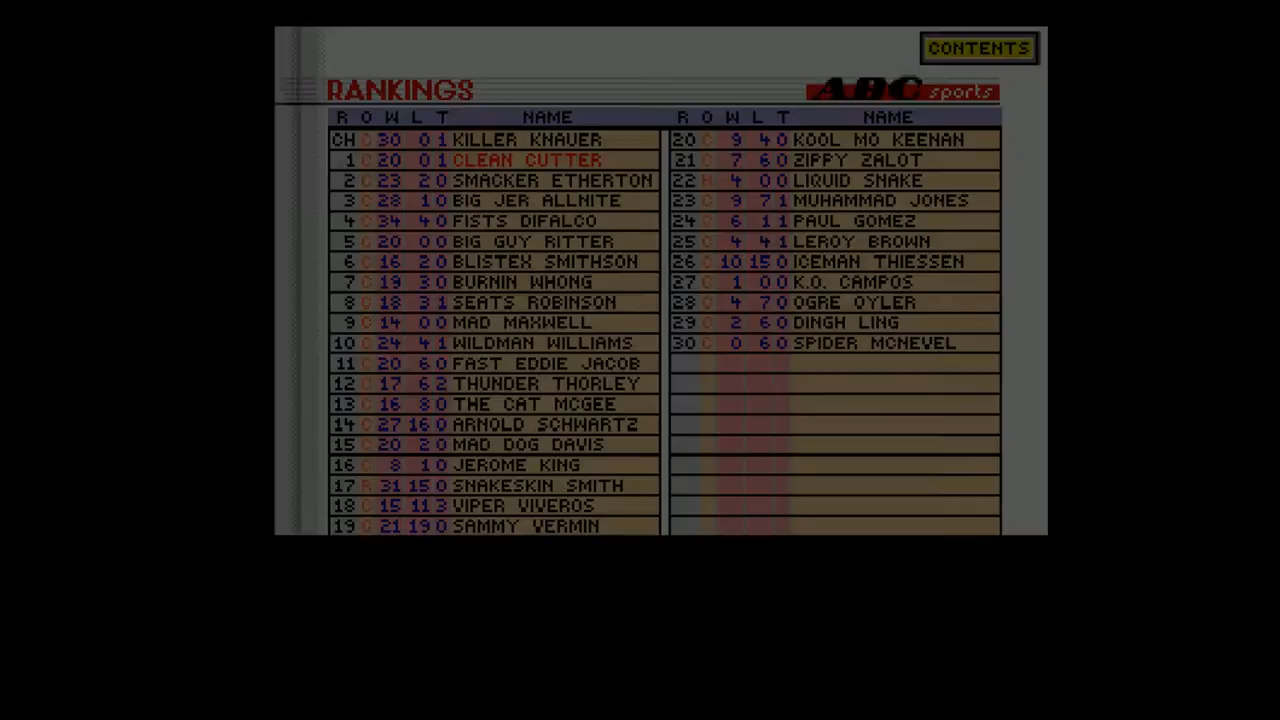 CONTENTS
RANKINGS
ABC sports
R O W L T NAME
CH C 30 0 1 KILLER KNAUER
1 C 20 0 1 CLEAN CUTTER
2 C 23 2 0 SMACKER ETHERTON
3 C 28 1 0 BIG JER ALLNITE
4 C 34 4 0 FISTS DIFALCO
5 C 20 0 0 BIG GUY RITTER
6 C 16 2 0 BLISTEX SMITHSON
7 C 19 3 0 BURNIN WHONG
8 C 18 3 1 SEATS ROBINSON
9 C 14 0 0 MAD MAXWELL
10 C 24 4 1 WILDMAN WILLIAMS
11 C 20 6 0 FAST EDDIE JACOB
12 C 17 6 2 THUNDER THORLEY
13 C 16 8 0 THE CAT MCGEE
14 C 27 16 0 ARNOLD SCHWARTZ
15 C 20 2 0 MAD DOG DAVIS
16 C 8 1 0 JEROME KING
17 R 31 15 0 SNAKESKIN SMITH
18 C 15 11 3 VIPER VIVEROS
19 C 21 19 0 SAMMY VERMIN
R O W L T NAME
20 C 9 4 0 KOOL MO KEENAN
21 C 7 6 0 ZIPPY ZALOT
22 H 4 0 0 LIQUID SNAKE
23 C 9 7 1 MUHAMMAD JONES
24 C 6 1 1 PAUL GOMEZ
25 C 4 4 1 LEROY BROWN
26 C 10 15 0 ICEMAN THIESSEN
27 C 1 0 0 K.O. CAMPOS
28 C 4 7 0 OGRE OYLER
29 C 2 6 0 DINGH LING
30 C 0 6 0 SPIDER MCNEVEL